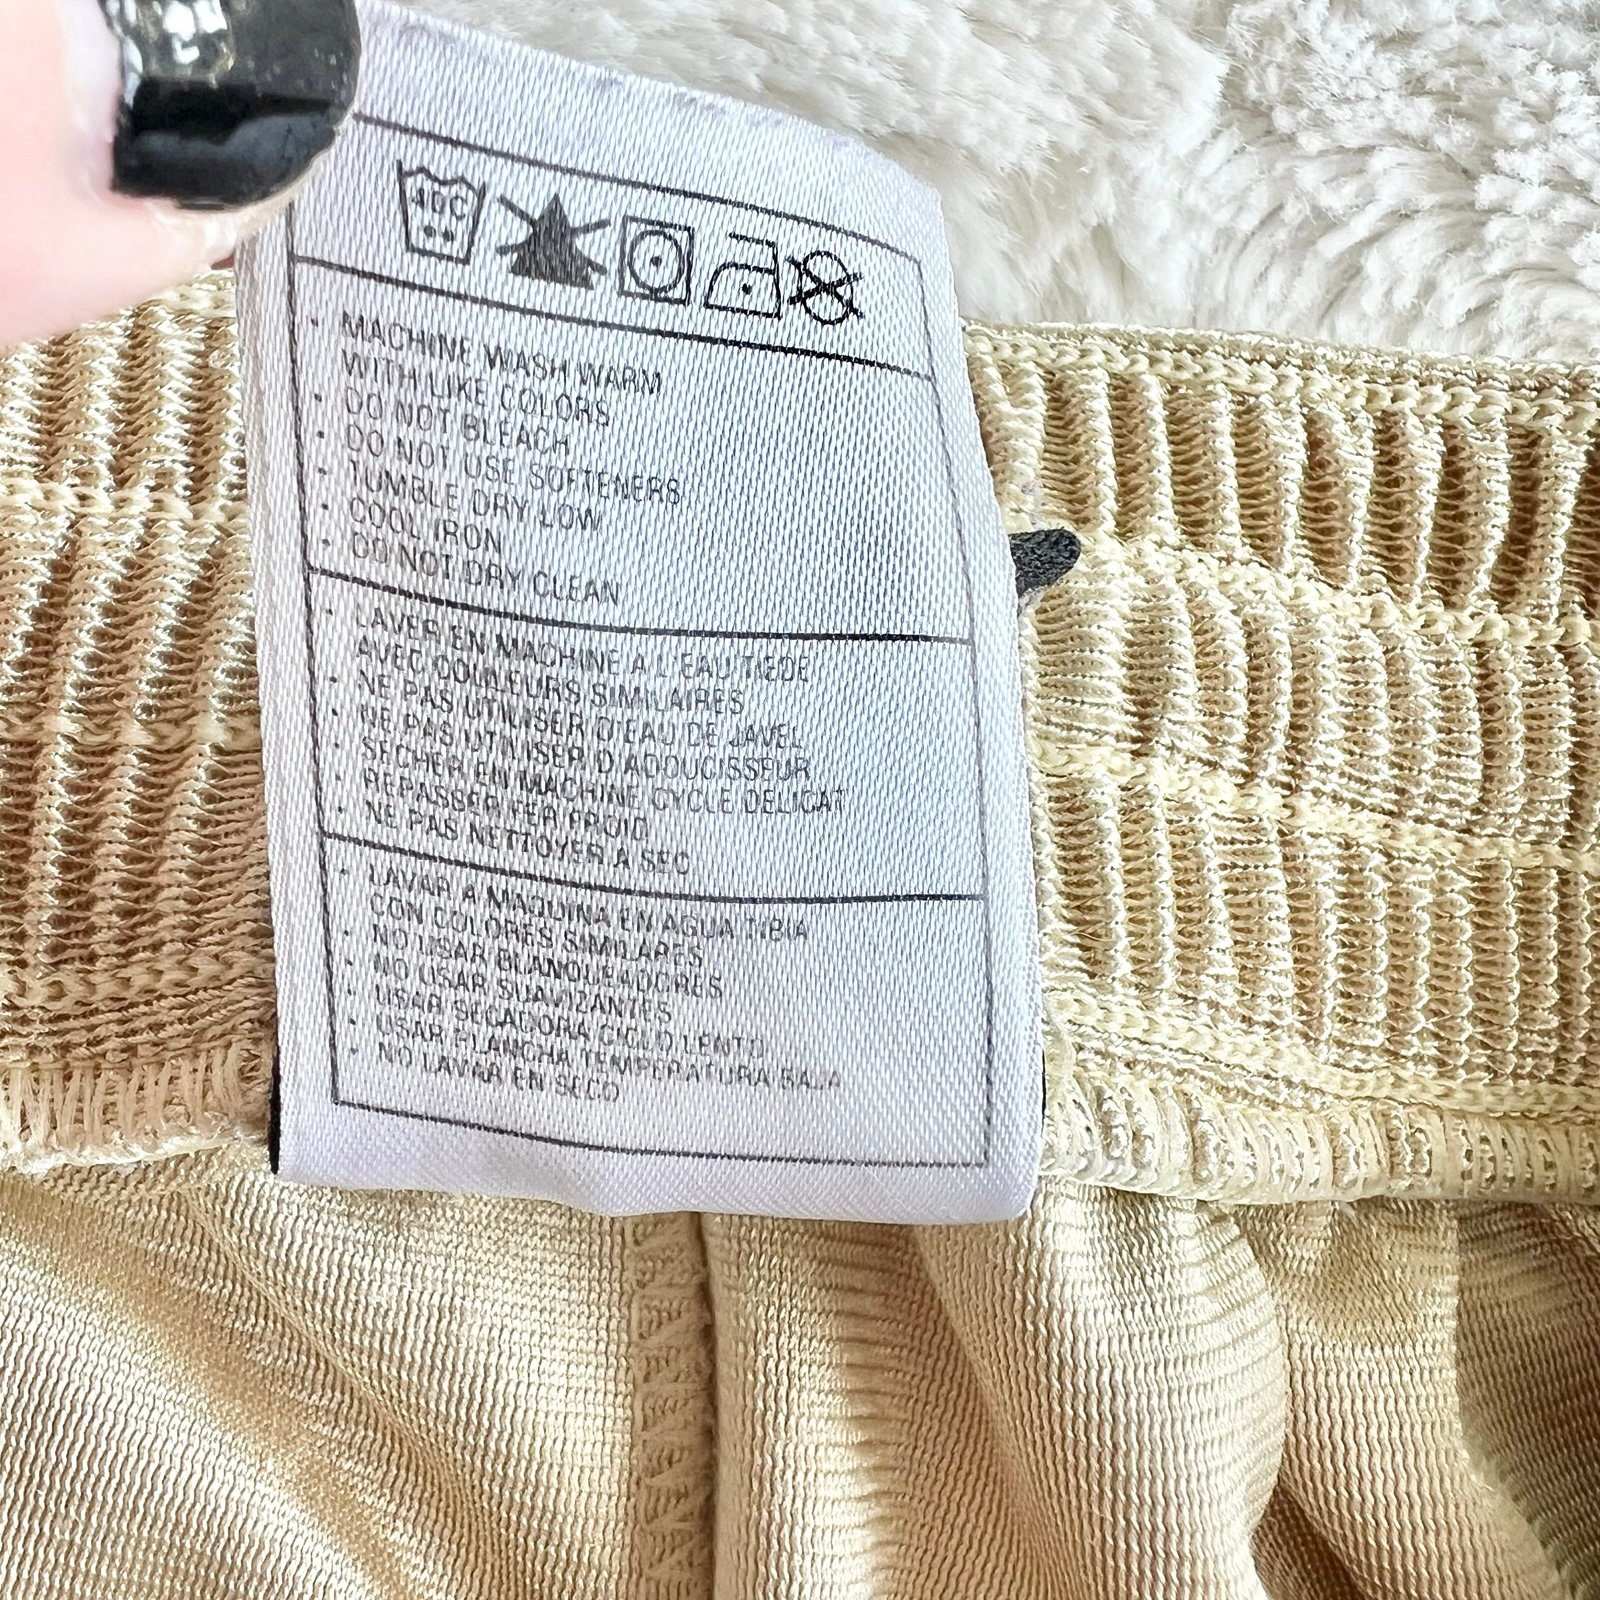 40C
• MACHINE WASH WARM
WITH LIKE COLORS
• DO NOT BLEACH
• DO NOT USE SOFTENERS
• TUMBLE DRY LOW
• COOL IRON
• DO NOT DRY CLEAN
• LAVER EN MACHINE A L'EAU TIEDE
AVEC COULEURS SIMILAIRES
• NE PAS UTILISER D'EAU DE JAVEL
• NE PAS UTILISER D'ADOUCISSEUR
• SECHER EN MACHINE CYCLE DELICAT
• REPASSER FER FROID
• NE PAS NETTOYER A SEC
• LAVAR A MAQUINA EN AGUA TIBIA
CON COLORES SIMILARES
• NO USAR BLANQUEADORES
• NO USAR SUAVIZANTES
• USAR SECADORA CICLO LENTO
• USAR PLANCHA TEMPERATURA BAJA
• NO LAVAR EN SECO